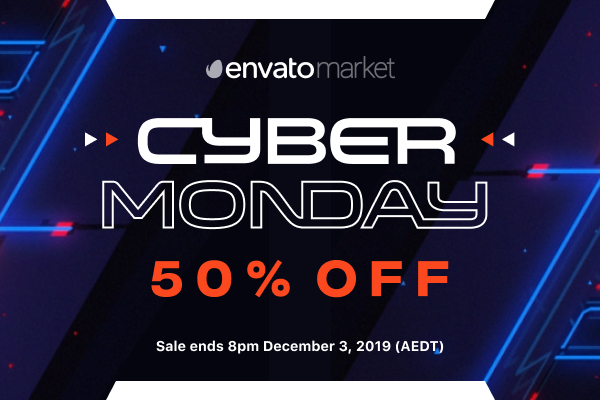 envato market
CYBER
MONDAY
50% OFF
Sale ends 8pm December 3, 2019 (AEDT)